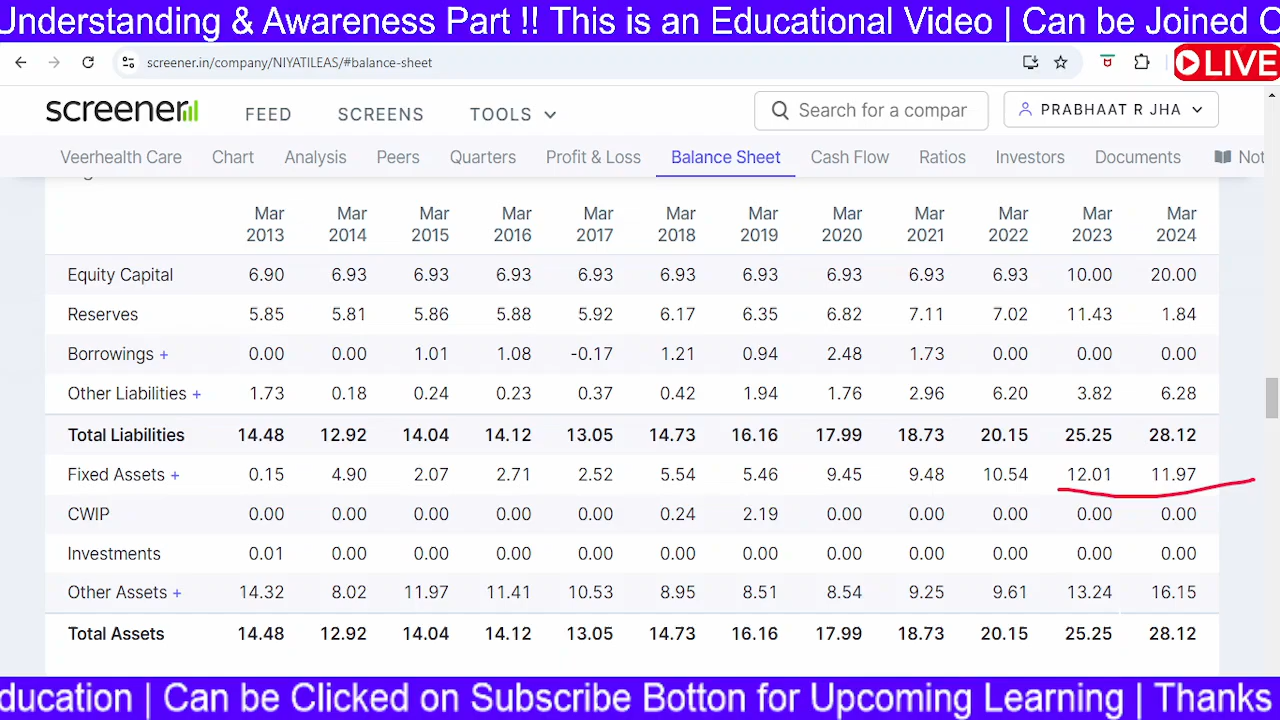 Understanding & Awareness Part !! This is an Educational Video | Can be Joined
screener.in/company/NIYATILEAS/#balance-sheet
LIVE
screener FEED SCREENS TOOLS Search for a compar PRABHAAT R JHA
Veerhealth Care Chart Analysis Peers Quarters Profit & Loss Balance Sheet Cash Flow Ratios Investors Documents Not
Mar Mar Mar Mar Mar Mar Mar Mar Mar Mar Mar Mar
2013 2014 2015 2016 2017 2018 2019 2020 2021 2022 2023 2024
Equity Capital 6.90 6.93 6.93 6.93 6.93 6.93 6.93 6.93 6.93 6.93 10.00 20.00
Reserves 5.85 5.81 5.86 5.88 5.92 6.17 6.35 6.82 7.11 7.02 11.43 1.84
Borrowings + 0.00 0.00 1.01 1.08 -0.17 1.21 0.94 2.48 1.73 0.00 0.00 0.00
Other Liabilities + 1.73 0.18 0.24 0.23 0.37 0.42 1.94 1.76 2.96 6.20 3.82 6.28
Total Liabilities 14.48 12.92 14.04 14.12 13.05 14.73 16.16 17.99 18.73 20.15 25.25 28.12
Fixed Assets + 0.15 4.90 2.07 2.71 2.52 5.54 5.46 9.45 9.48 10.54 12.01 11.97
CWIP 0.00 0.00 0.00 0.00 0.00 0.24 2.19 0.00 0.00 0.00 0.00 0.00
Investments 0.01 0.00 0.00 0.00 0.00 0.00 0.00 0.00 0.00 0.00 0.00 0.00
Other Assets + 14.32 8.02 11.97 11.41 10.53 8.95 8.51 8.54 9.25 9.61 13.24 16.15
Total Assets 14.48 12.92 14.04 14.12 13.05 14.73 16.16 17.99 18.73 20.15 25.25 28.12
ducation | Can be Clicked on Subscribe Botton for Upcoming Learning | Thanks